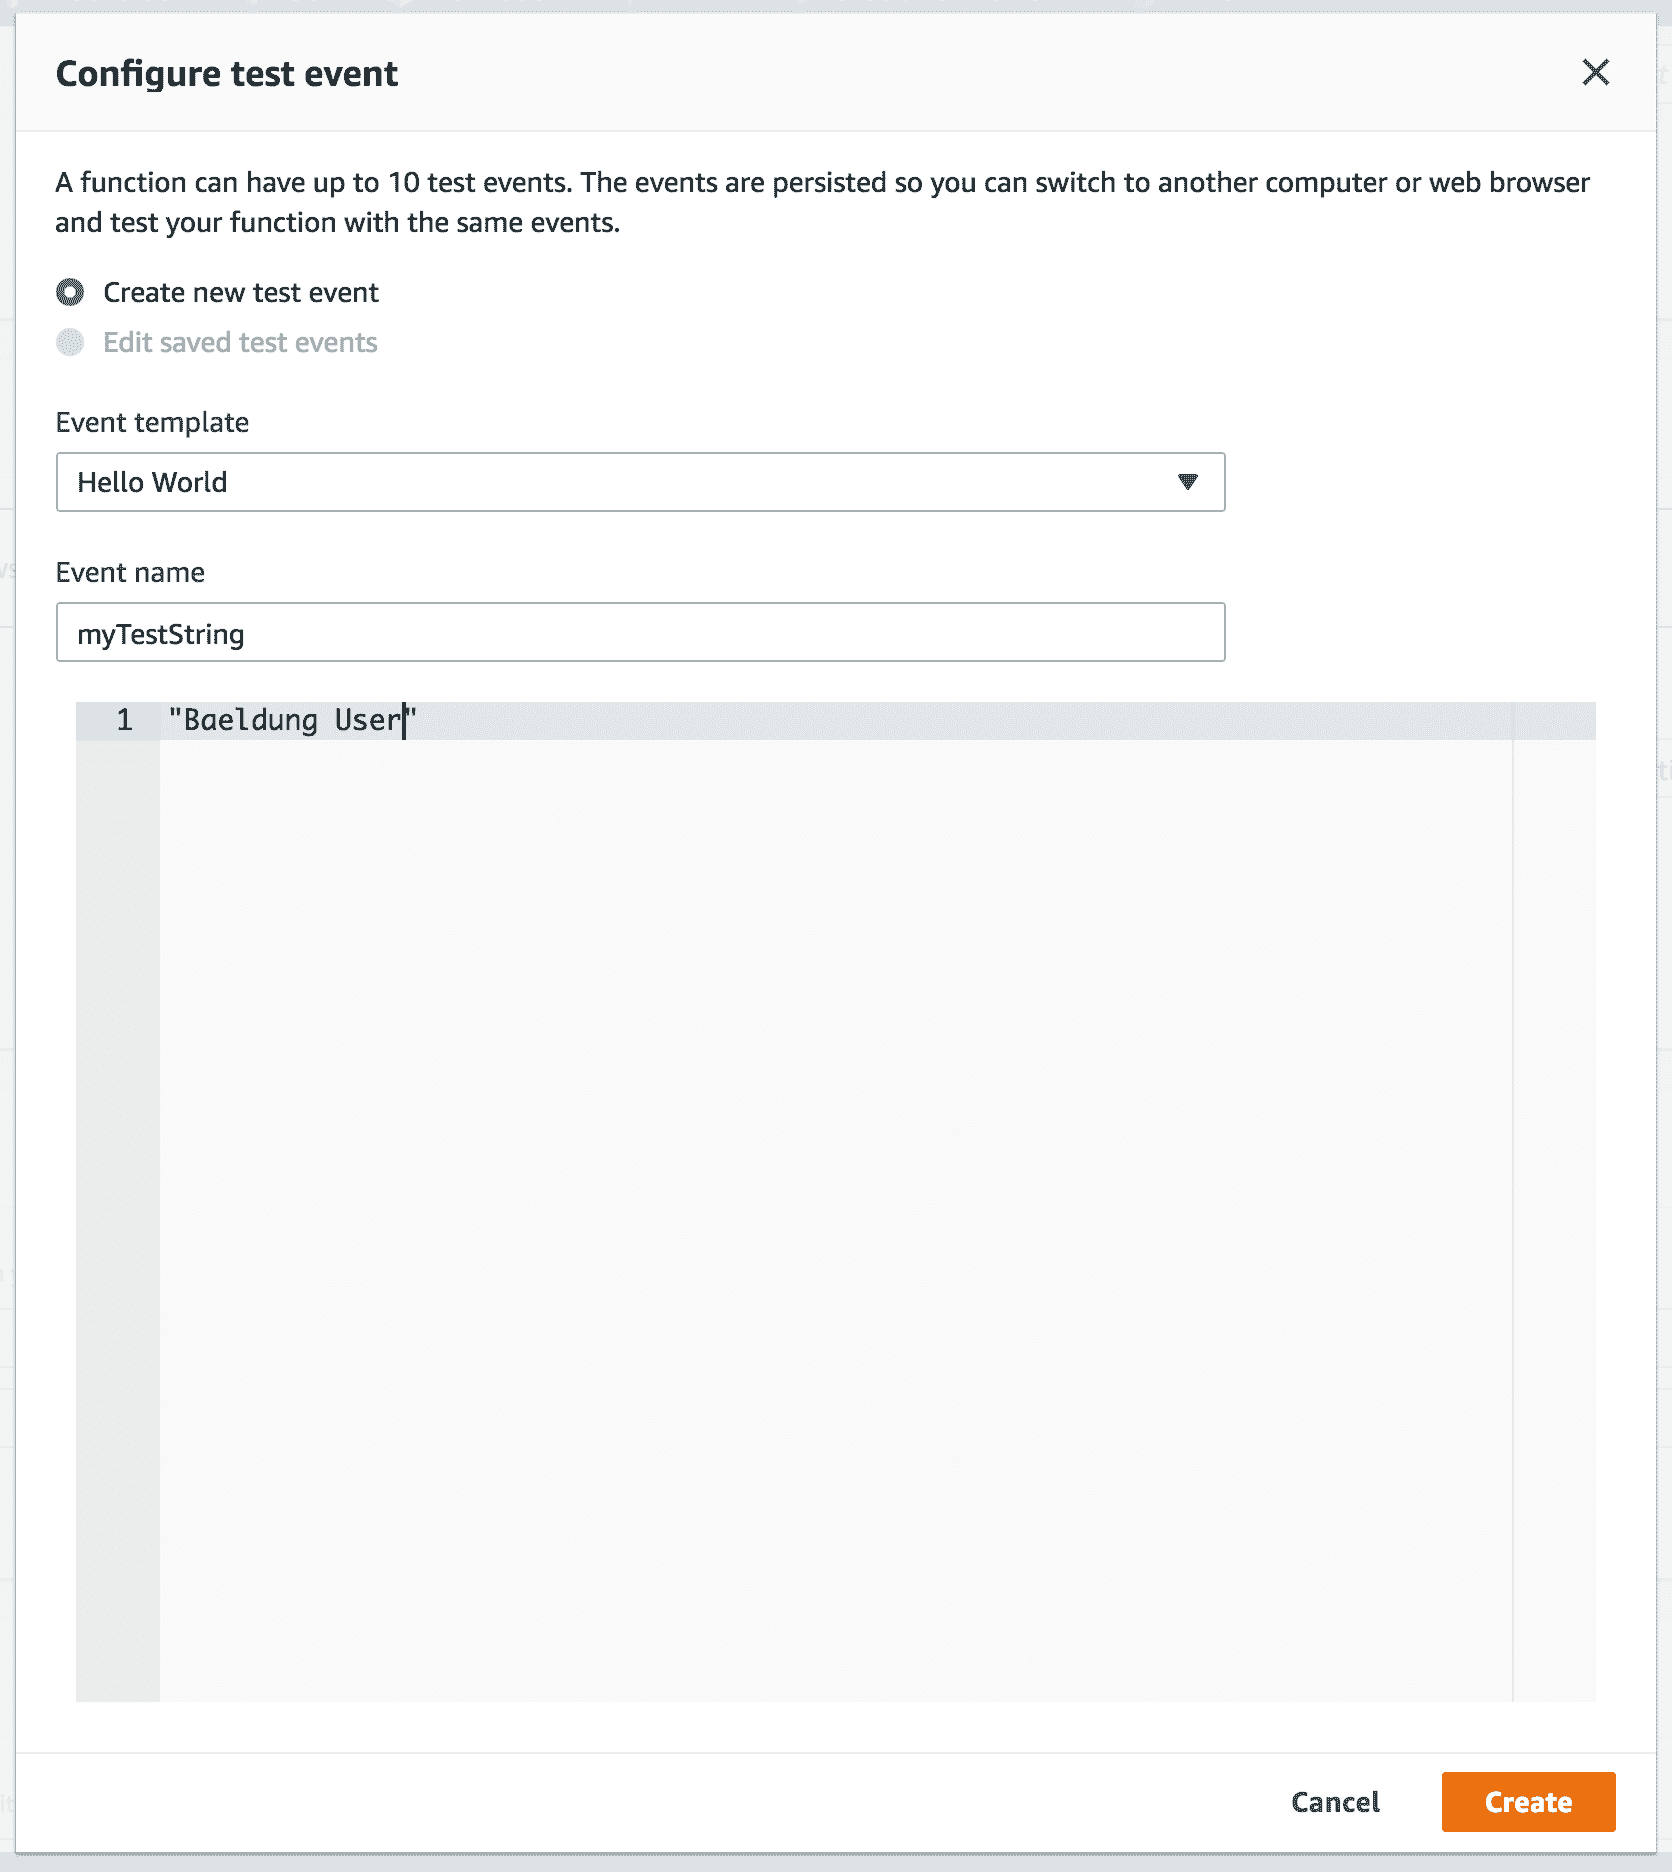 Configure test event
A function can have up to 10 test events. The events are persisted so you can switch to another computer or web browser
and test your function with the same events.
Create new test event
Edit saved test events
Event template
Hello World
Event name
myTestString
1 "Baeldung User"
Cancel
Create